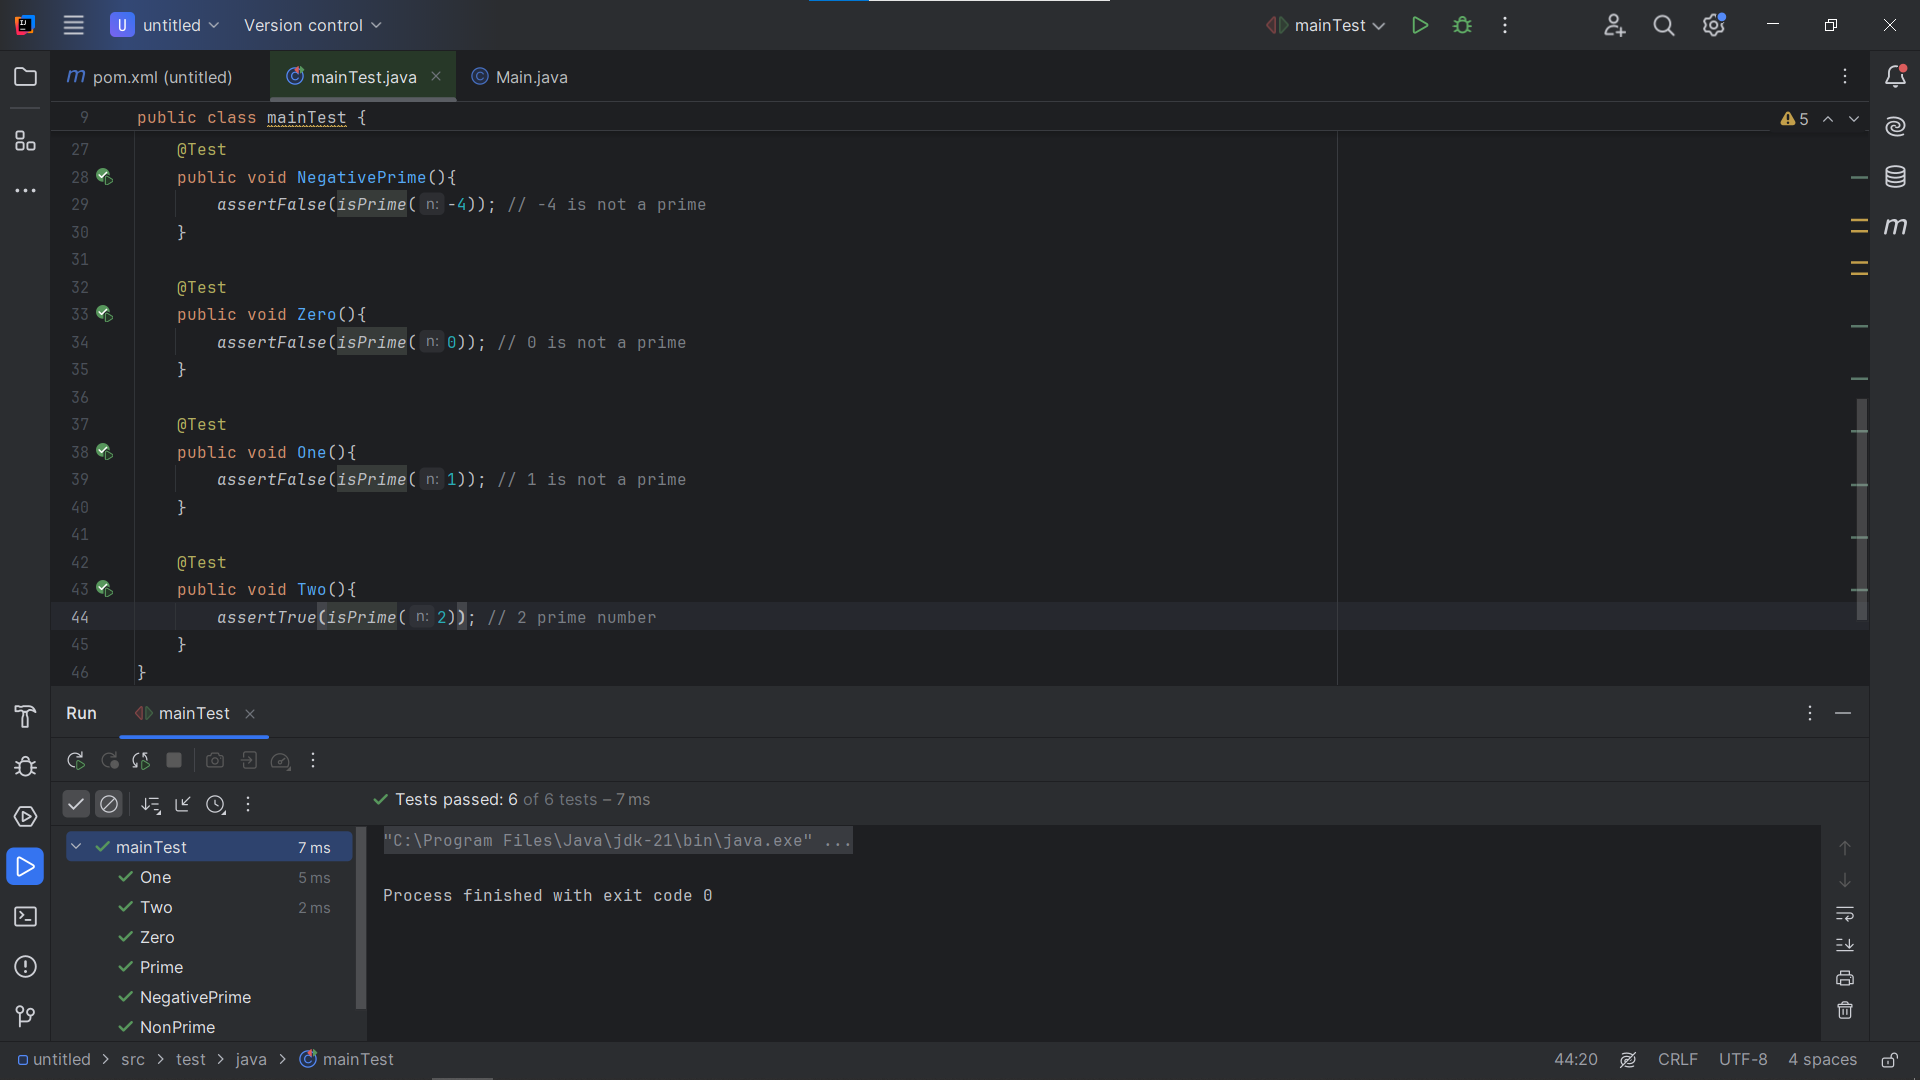 U untitled Version control mainTest
m pom.xml (untitled) mainTest.java Main.java
9 public class mainTest { 5
27 @Test
28 public void NegativePrime(){
29 assertFalse(isPrime( n: -4)); // -4 is not a prime
30 }
31
32 @Test
33 public void Zero(){
34 assertFalse(isPrime( n: 0)); // 0 is not a prime
35 }
36
37 @Test
38 public void One(){
39 assertFalse(isPrime( n: 1)); // 1 is not a prime
40 }
41
42 @Test
43 public void Two(){
44 assertTrue(isPrime( n: 2)); // 2 prime number
45 }
46 }
m
Run mainTest
Tests passed: 6 of 6 tests – 7 ms
mainTest 7 ms
One 5 ms
Two 2 ms
Zero
Prime
NegativePrime
NonPrime
"C:\Program Files\Java\jdk-21\bin\java.exe" ...
Process finished with exit code 0
untitled > src > test > java > mainTest 44:20 CRLF UTF-8 4 spaces